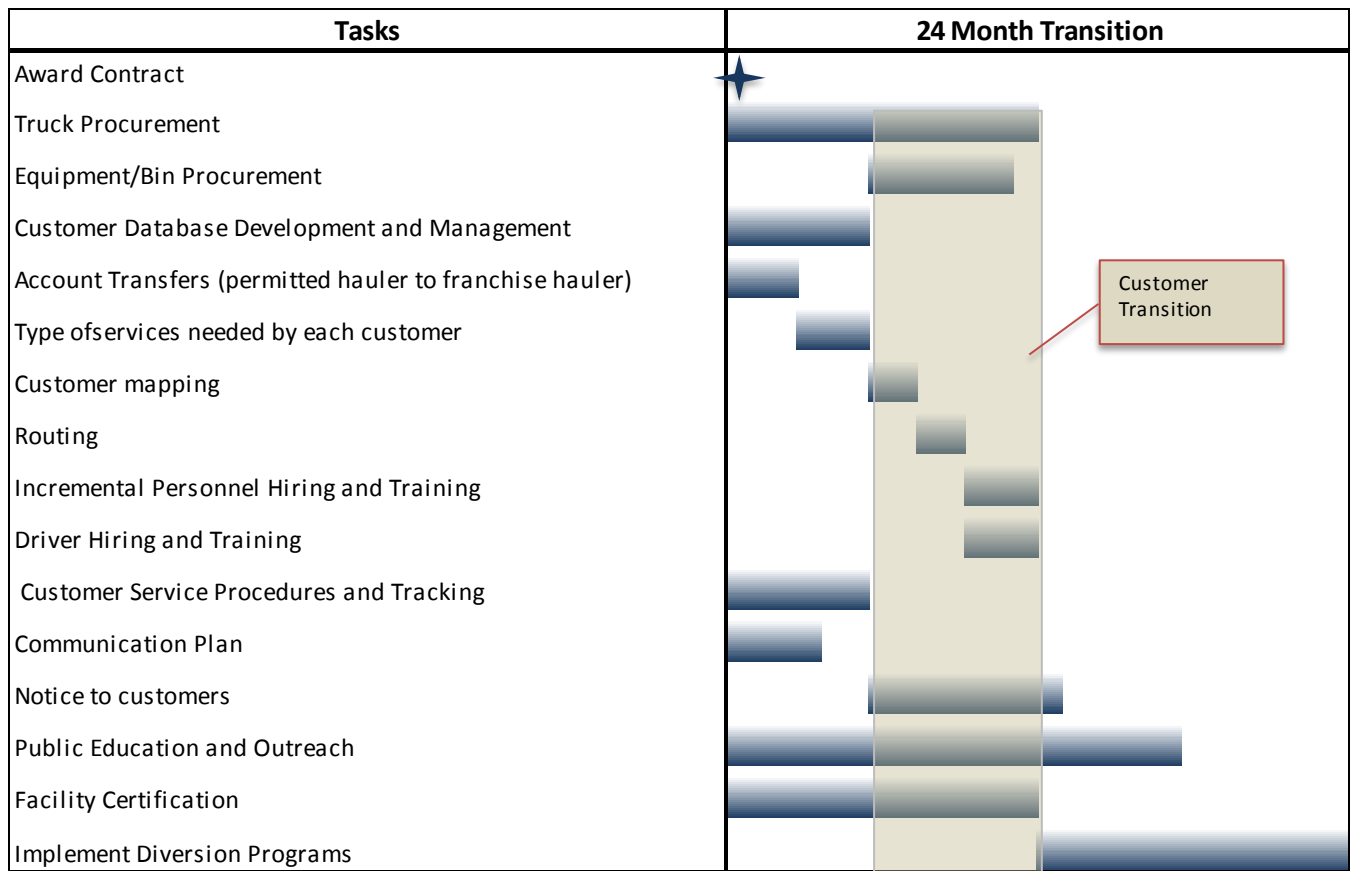 Tasks
24 Month Transition
Award Contract
Truck Procurement
Equipment/Bin Procurement
Customer Database Development and Management
Account Transfers (permitted hauler to franchise hauler)
Customer
Transition
Type ofservices needed by each customer
Customer mapping
Routing
Incremental Personnel Hiring and Training
Driver Hiring and Training
Customer Service Procedures and Tracking
Communication Plan
Notice to customers
Public Education and Outreach
Facility Certification
Implement Diversion Programs